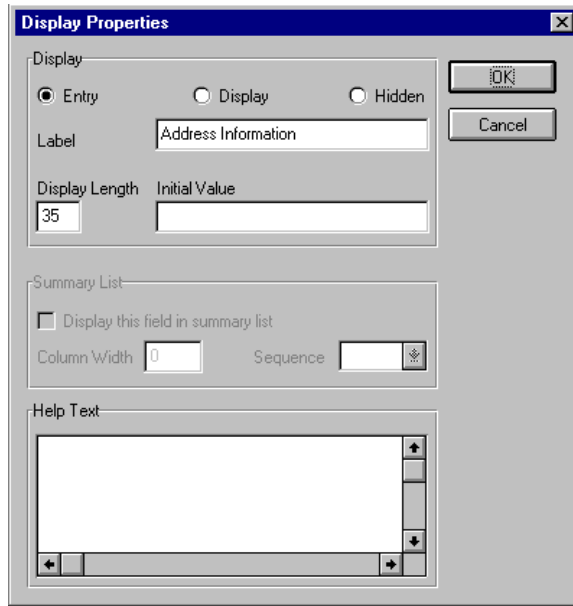 Display Properties
Display
Entry Display Hidden
OK
Cancel
Label Address Information
Display Length Initial Value
35
Summary List
Display this field in summary list
Column Width 0 Sequence
Help Text